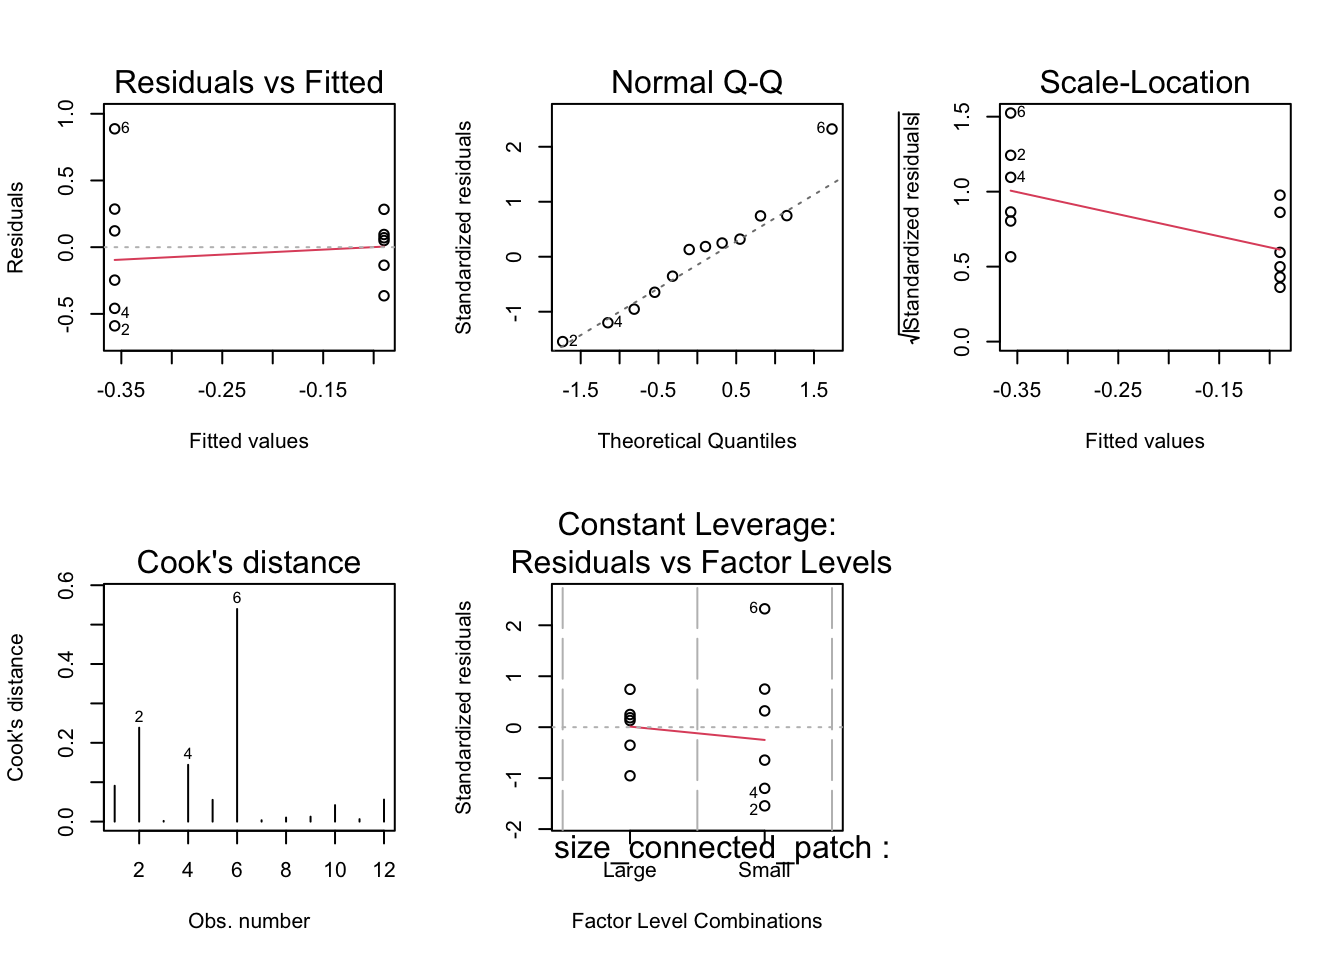 Residuals vs Fitted
Residuals
1.0
0.5
0.0
-0.5
6
4
2
-0.35
-0.25
-0.15
Fitted values
Normal Q-Q
Standardized residuals
2
1
0
-1
6
4
2
-1.5
-0.5
0.5
1.5
Theoretical Quantiles
Scale-Location
√|Standardized residuals|
1.5
1.0
0.5
0.0
6
2
4
-0.35
-0.25
-0.15
Fitted values
Cook's distance
Cook's distance
0.6
0.4
0.2
0.0
2
4
6
2
4
6
8
10
12
Obs. number
Constant Leverage:
Residuals vs Factor Levels
Standardized residuals
2
1
0
-1
-2
6
4
2
size_connected_patch :
Large
Small
Factor Level Combinations